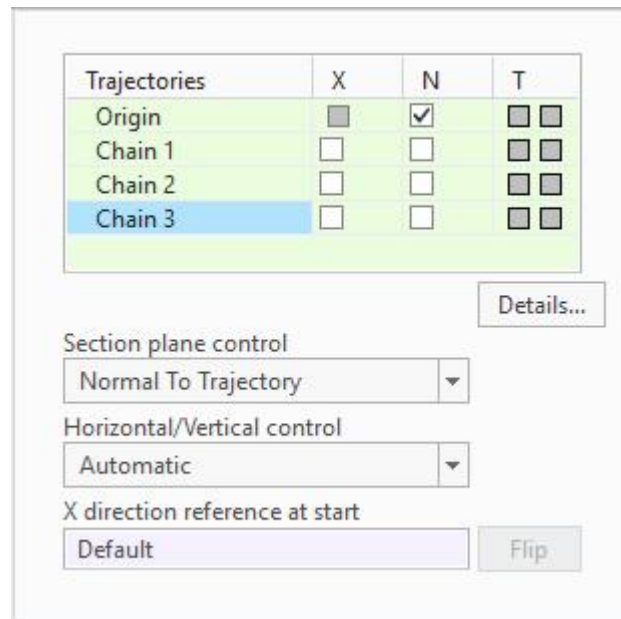 Trajectories X N T
Origin
Chain 1
Chain 2
Chain 3
Details...
Section plane control
Normal To Trajectory
Horizontal/Vertical control
Automatic
X direction reference at start
Default Flip